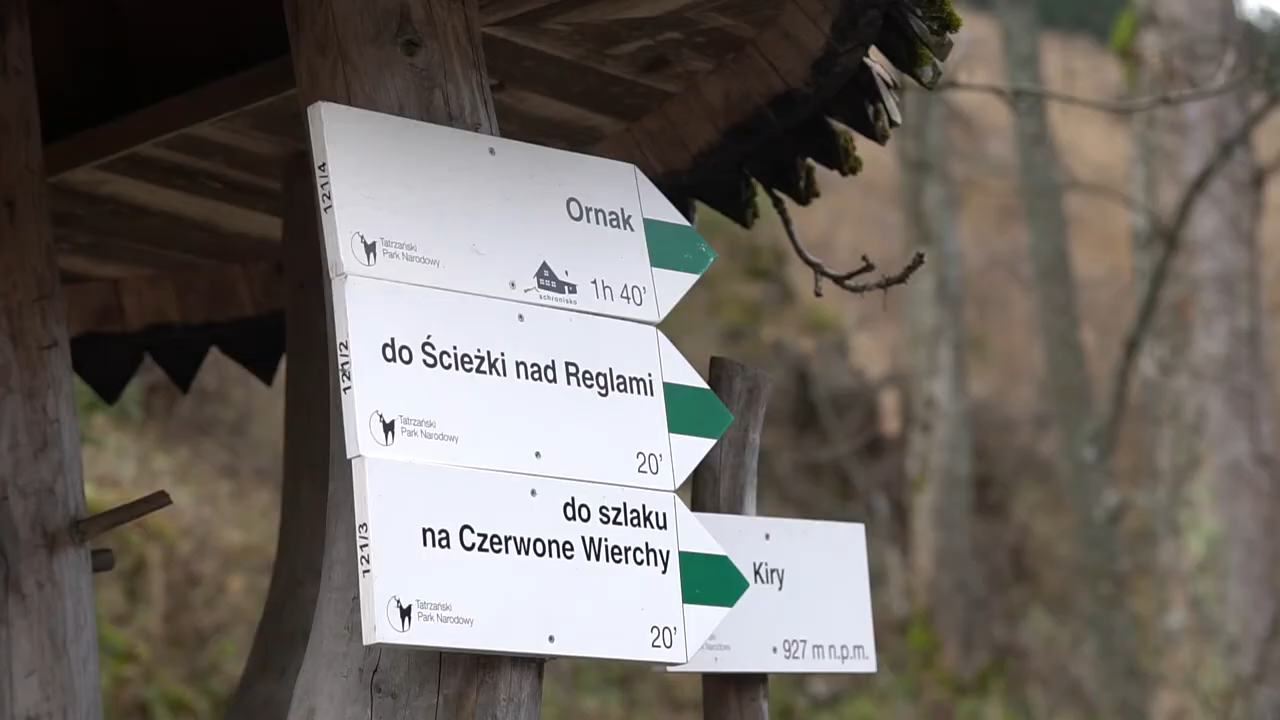 121/4
Ornak
Tatrzański
Park Narodowy
schronisko
1h 40'
121/2
do Ścieżki nad Reglami
Tatrzański
Park Narodowy
20'
121/3
do szlaku
na Czerwone Wierchy
Tatrzański
Park Narodowy
20'
Kiry
927 m n.p.m.